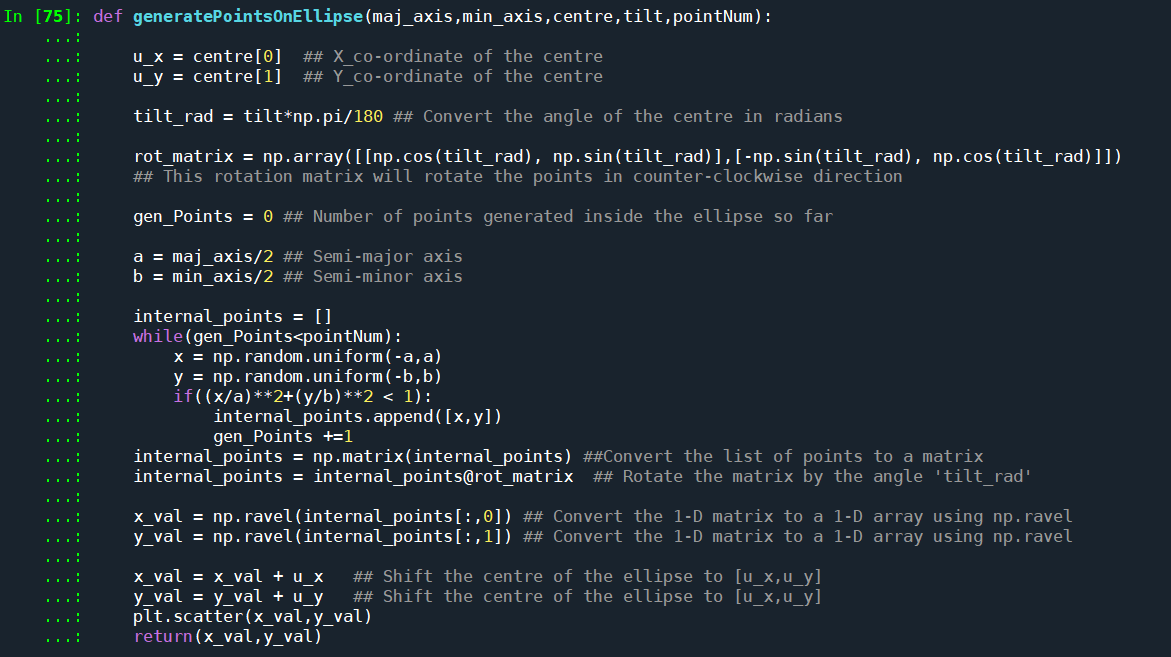 In [75]: def generatePointsOnEllipse(maj_axis,min_axis,centre,tilt,pointNum):
    ...:
    ...:     u_x = centre[0]  ## X_co-ordinate of the centre
    ...:     u_y = centre[1]  ## Y_co-ordinate of the centre
    ...:
    ...:     tilt_rad = tilt*np.pi/180 ## Convert the angle of the centre in radians
    ...:
    ...:     rot_matrix = np.array([[np.cos(tilt_rad), np.sin(tilt_rad)],[-np.sin(tilt_rad), np.cos(tilt_rad)]])
    ...:     ## This rotation matrix will rotate the points in counter-clockwise direction
    ...:
    ...:     gen_Points = 0 ## Number of points generated inside the ellipse so far
    ...:
    ...:     a = maj_axis/2 ## Semi-major axis
    ...:     b = min_axis/2 ## Semi-minor axis
    ...:
    ...:     internal_points = []
    ...:     while(gen_Points<pointNum):
    ...:         x = np.random.uniform(-a,a)
    ...:         y = np.random.uniform(-b,b)
    ...:         if((x/a)**2+(y/b)**2 < 1):
    ...:             internal_points.append([x,y])
    ...:             gen_Points +=1
    ...:     internal_points = np.matrix(internal_points) ##Convert the list of points to a matrix
    ...:     internal_points = internal_points@rot_matrix  ## Rotate the matrix by the angle 'tilt_rad'
    ...:
    ...:     x_val = np.ravel(internal_points[:,0]) ## Convert the 1-D matrix to a 1-D array using np.ravel
    ...:     y_val = np.ravel(internal_points[:,1]) ## Convert the 1-D matrix to a 1-D array using np.ravel
    ...:
    ...:     x_val = x_val + u_x   ## Shift the centre of the ellipse to [u_x,u_y]
    ...:     y_val = y_val + u_y   ## Shift the centre of the ellipse to [u_x,u_y]
    ...:     plt.scatter(x_val,y_val)
    ...:     return(x_val,y_val)